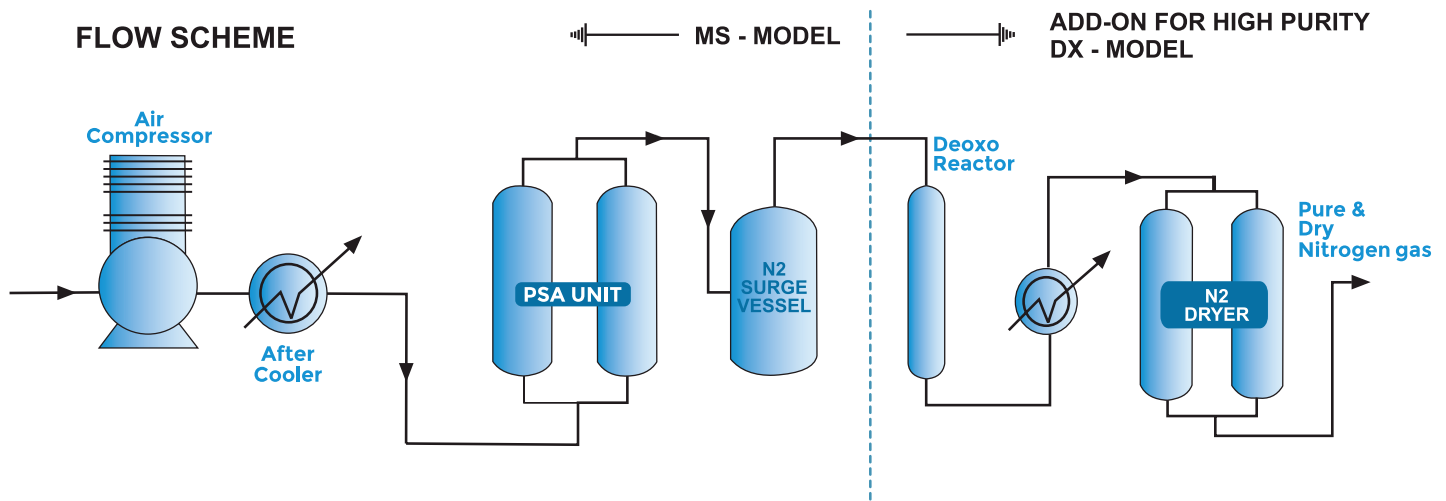 FLOW SCHEME
MS - MODEL
ADD-ON FOR HIGH PURITY
DX - MODEL
Air
Compressor
After
Cooler
PSA UNIT
N2
SURGE
VESSEL
Deoxo
Reactor
N2
DRYER
Pure &
Dry
Nitrogen gas